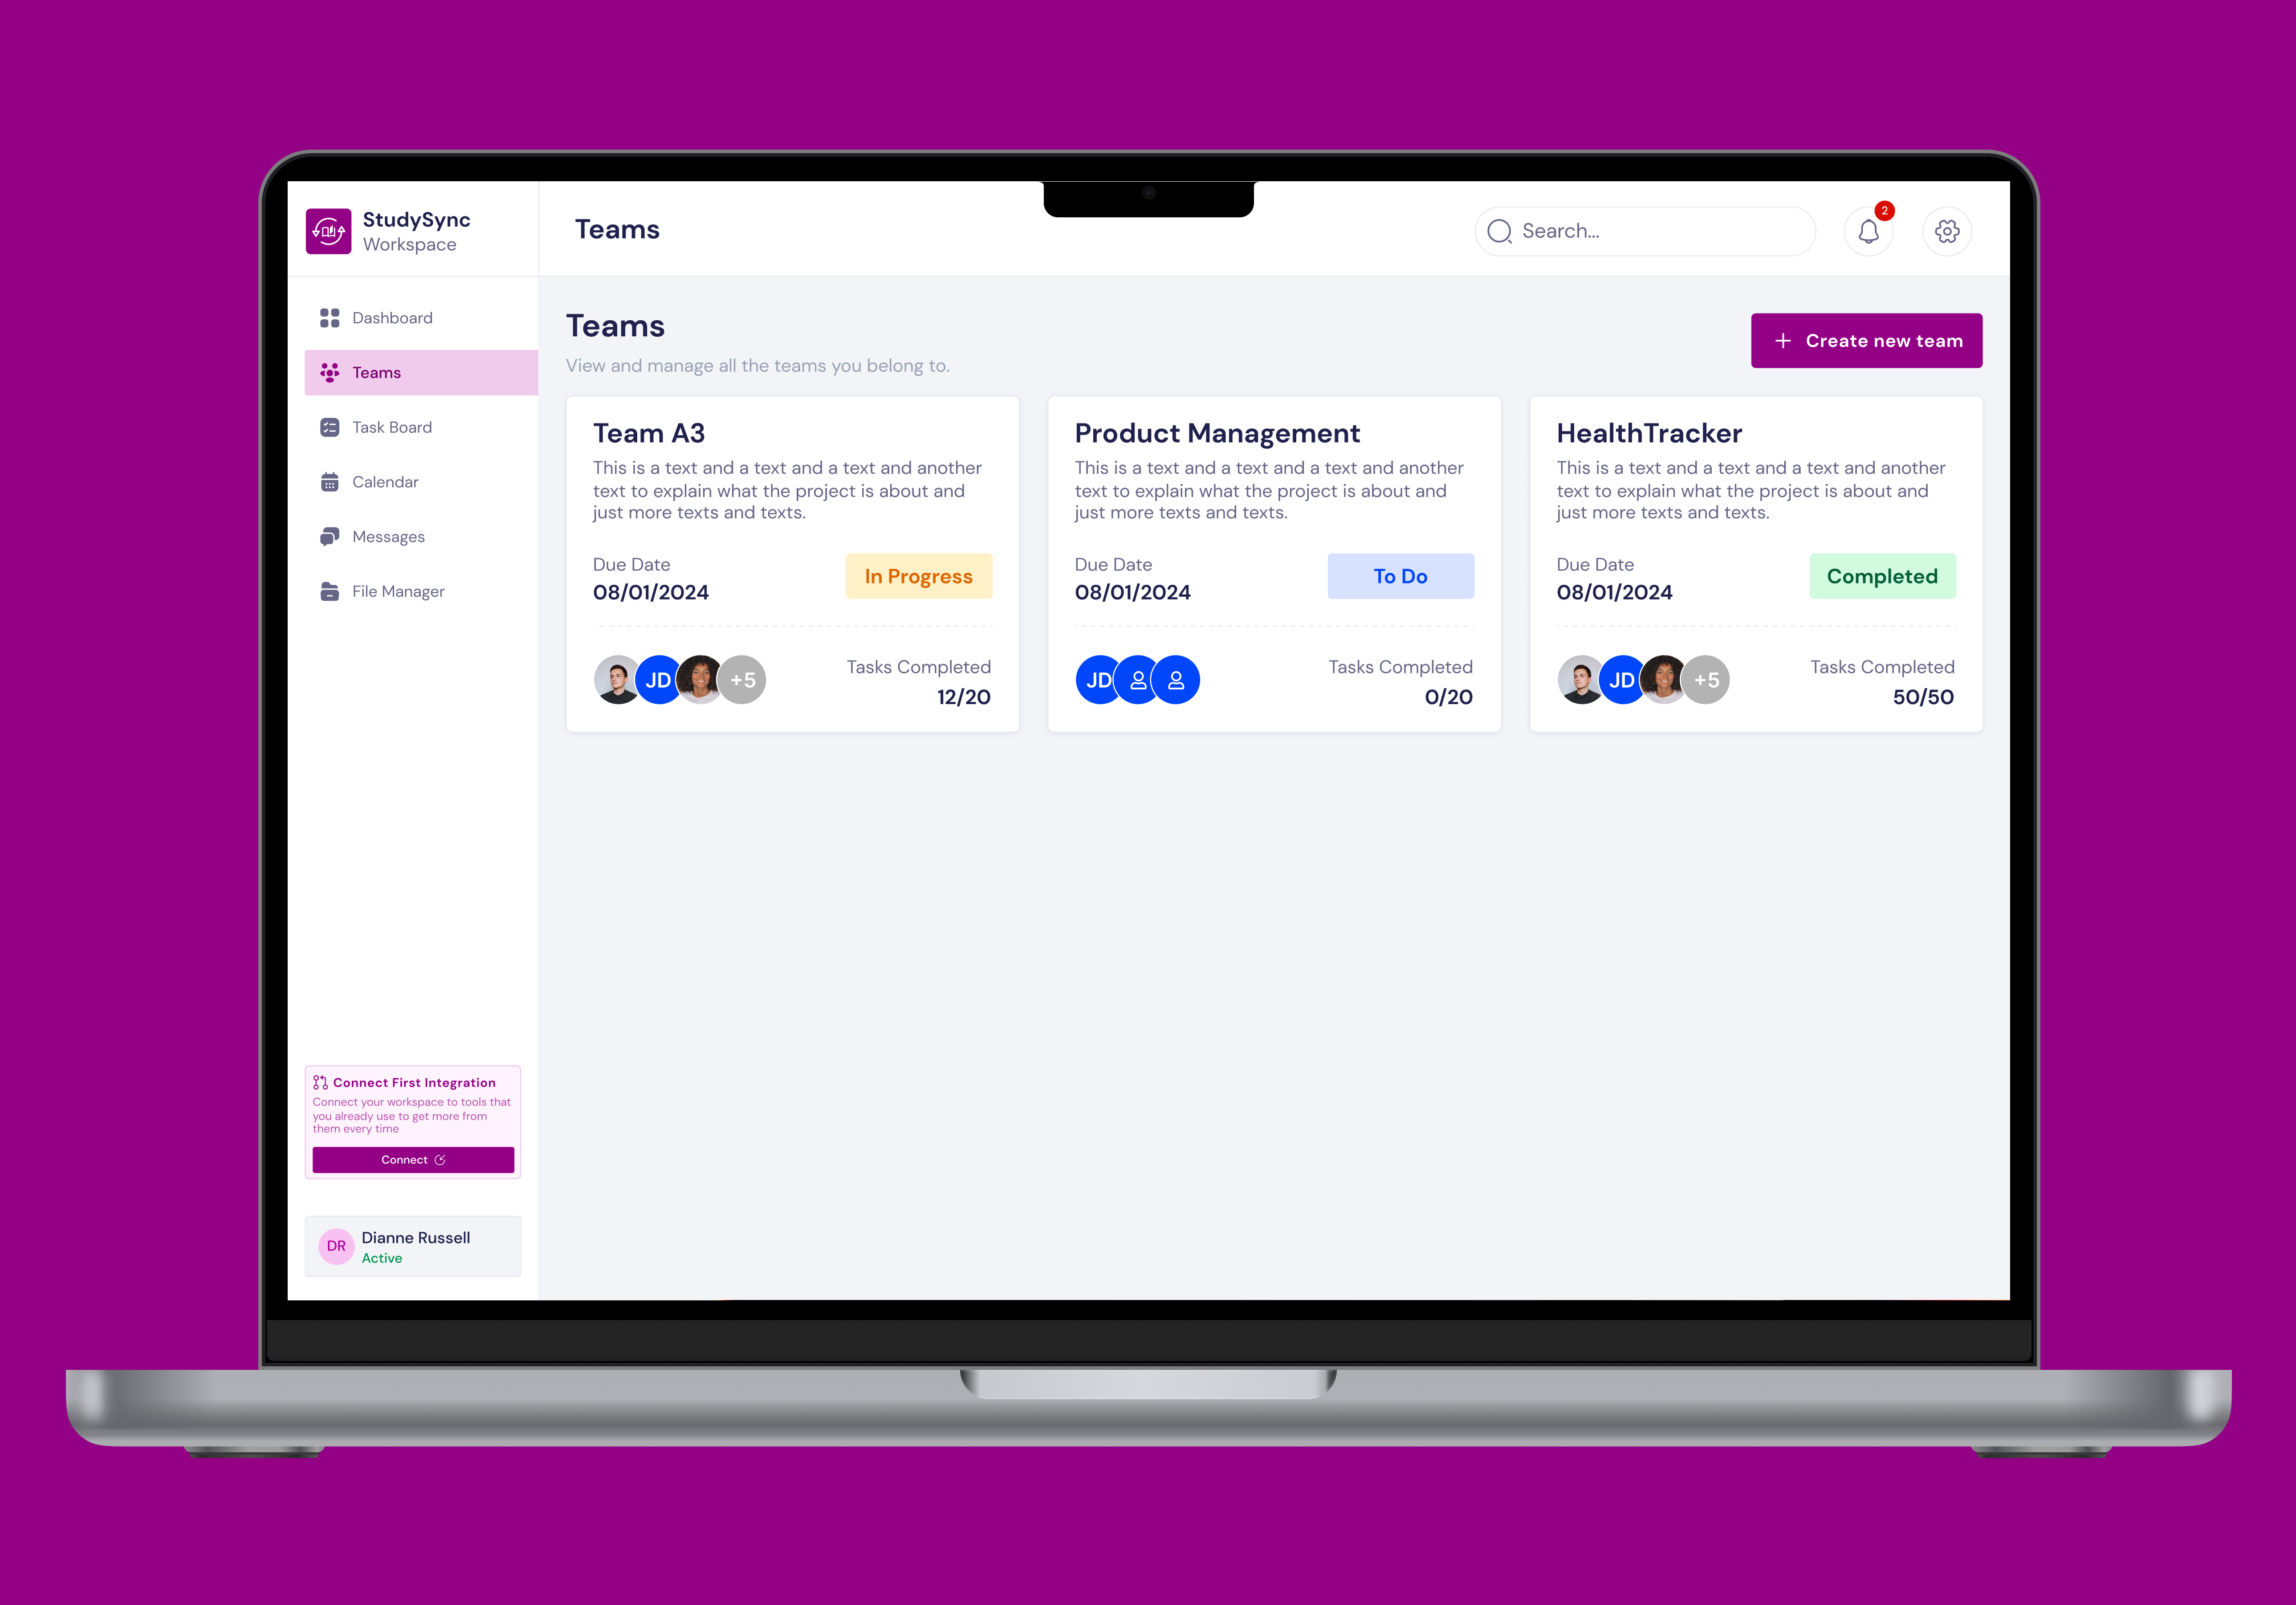 StudySync
Workspace
Teams
Search...
2
Dashboard
Teams
Task Board
Calendar
Messages
File Manager
Connect First Integration
Connect your workspace to tools that
you already use to get more from
them every time
Connect
DR
Dianne Russell
Active
Teams
View and manage all the teams you belong to.
Create new team
Team A3
This is a text and a text and a text and another
text to explain what the project is about and
just more texts and texts.
Due Date
08/01/2024
In Progress
JD
+5
Tasks Completed
12/20
Product Management
This is a text and a text and a text and another
text to explain what the project is about and
just more texts and texts.
Due Date
08/01/2024
To Do
JD
Tasks Completed
0/20
HealthTracker
This is a text and a text and a text and another
text to explain what the project is about and
just more texts and texts.
Due Date
08/01/2024
Completed
JD
+5
Tasks Completed
50/50